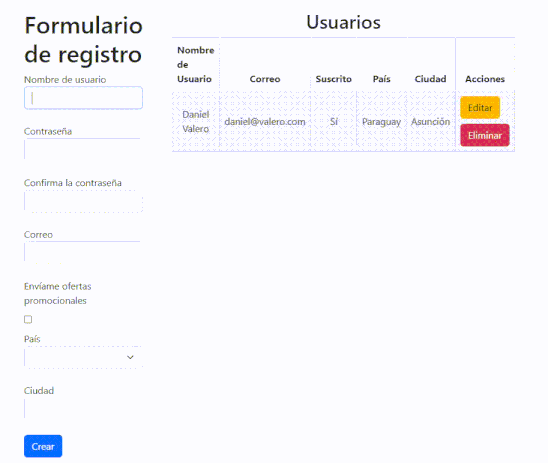 Formulario
de registro
Nombre de usuario
Contraseña
Confirma la contraseña
Correo
Envíame ofertas
promocionales
País
Ciudad
Crear
Usuarios
Nombre
de
Usuario
Correo
Suscrito
País
Ciudad
Acciones
Daniel
Valero
daniel@valero.com
Sí
Paraguay
Asunción
Editar
Eliminar